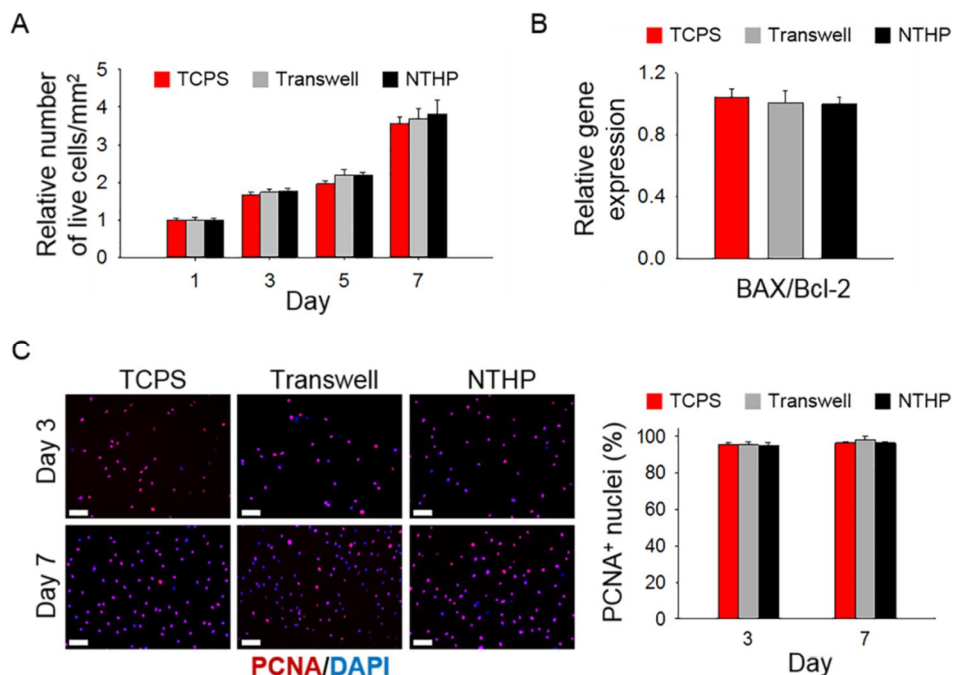 A
TCPS Transwell NTHP
Relative number
of live cells/mm²
5
4
3
2
1
0
1 3 5 7
Day
B
TCPS Transwell NTHP
Relative gene
expression
1.2
0.8
0.4
0.0
BAX/Bcl-2
C
TCPS Transwell NTHP
Day 3
Day 7
PCNA/DAPI
TCPS Transwell NTHP
PCNA⁺ nuclei (%)
100
80
60
40
20
0
3 7
Day